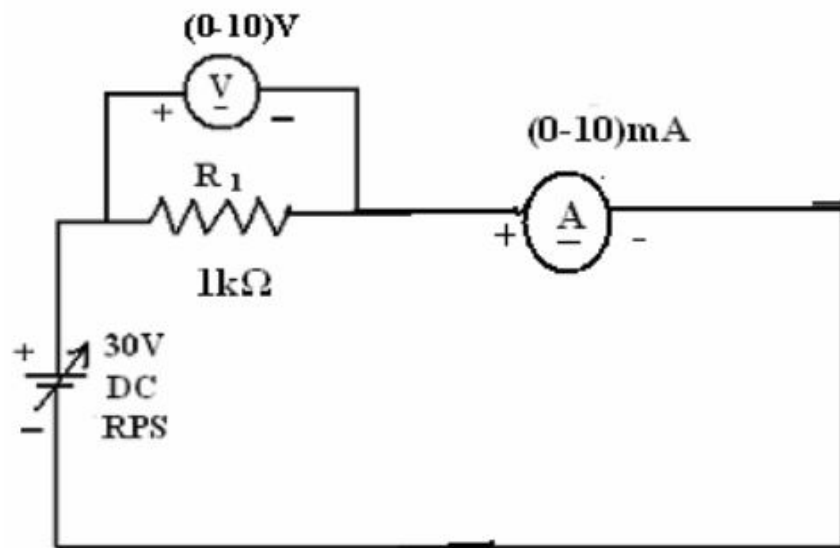 (0-10)V
+ V -
R 1
1kΩ
(0-10)mA
+ A -
+ 30V
DC
- RPS